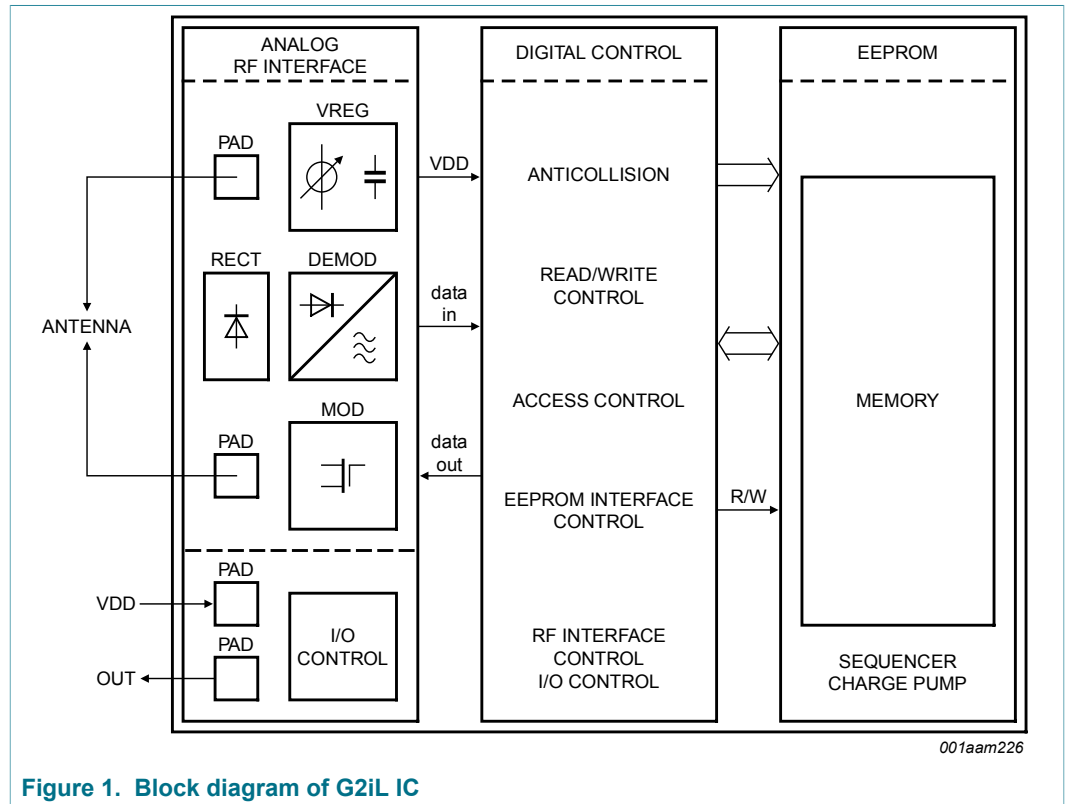 ANALOG
RF INTERFACE
VREG
PAD
RECT
DEMOD
ANTENNA
MOD
PAD
PAD
VDD
PAD
OUT
I/O
CONTROL
VDD
data
in
data
out
DIGITAL CONTROL
ANTICOLLISION
READ/WRITE
CONTROL
ACCESS CONTROL
EEPROM INTERFACE
CONTROL
RF INTERFACE
CONTROL
I/O CONTROL
R/W
EEPROM
MEMORY
SEQUENCER
CHARGE PUMP
001aam226
Figure 1. Block diagram of G2iL IC